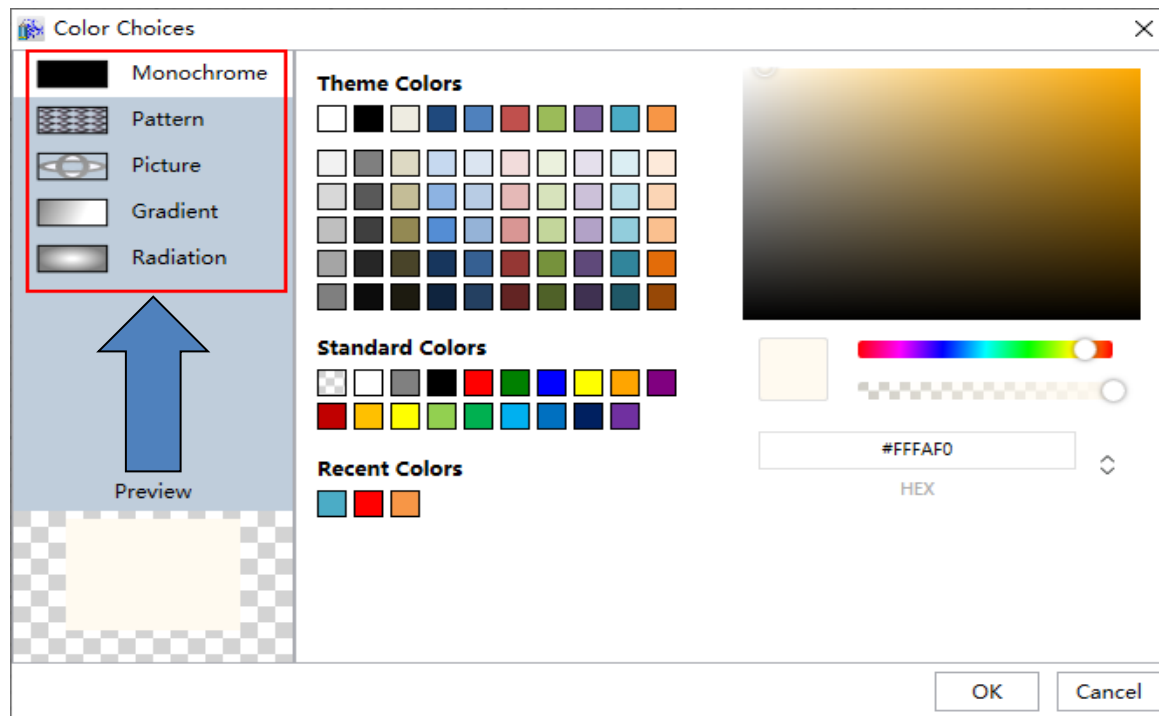 Color Choices
Monochrome
Pattern
Picture
Gradient
Radiation
Preview
Theme Colors
Standard Colors
Recent Colors
#FFFAF0
HEX
OK
Cancel